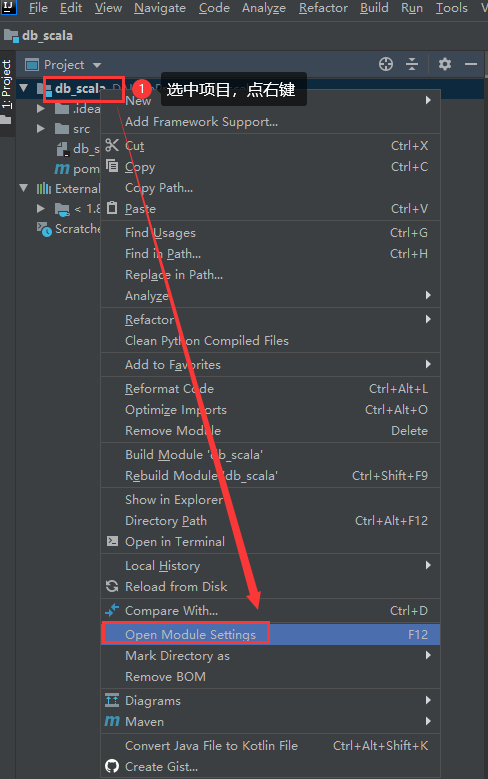 IJ File Edit View Navigate Code Analyze Refactor Build Run Tools
db_scala
1: Project
Project
db_scala
1 选中项目，点右键
.idea
src
db_s
m pom
External
< 1.8
Scratche
New
Add Framework Support...
Cut Ctrl+X
Copy Ctrl+C
Copy Path...
Paste Ctrl+V
Find Usages Ctrl+G
Find in Path... Ctrl+H
Replace in Path...
Analyze
Refactor
Clean Python Compiled Files
Add to Favorites
Reformat Code Ctrl+Alt+L
Optimize Imports Ctrl+Alt+O
Remove Module Delete
Build Module 'db_scala'
Rebuild Module 'db_scala' Ctrl+Shift+F9
Show in Explorer
Directory Path Ctrl+Alt+F12
Open in Terminal
Local History
Reload from Disk
Compare With... Ctrl+D
Open Module Settings F12
Mark Directory as
Remove BOM
Diagrams
m Maven
Convert Java File to Kotlin File Ctrl+Alt+Shift+K
Create Gist...